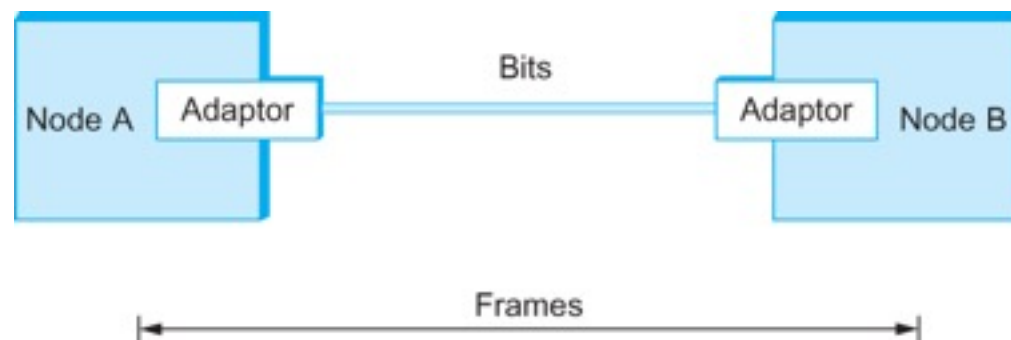 Bits
Node A
Adaptor
Adaptor
Node B
Frames